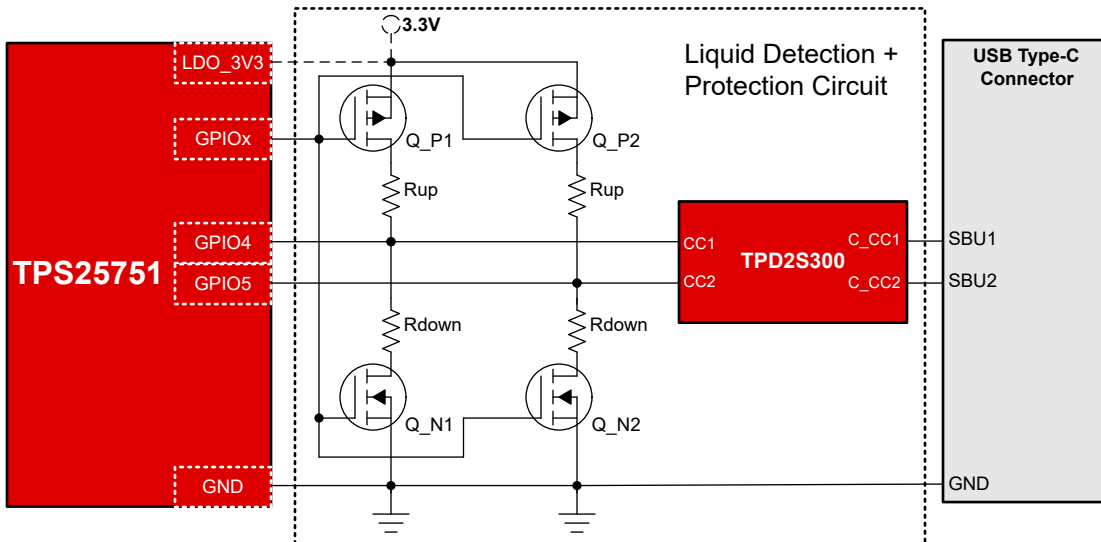 3.3V
Liquid Detection +
Protection Circuit
USB Type-C
Connector
LDO_3V3
GPIOx
Q_P1
Q_P2
Rup
Rup
GPIO4
CC1
C_CC1
SBU1
TPS25751
TPD2S300
GPIO5
CC2
C_CC2
SBU2
Rdown
Rdown
Q_N1
Q_N2
GND
GND